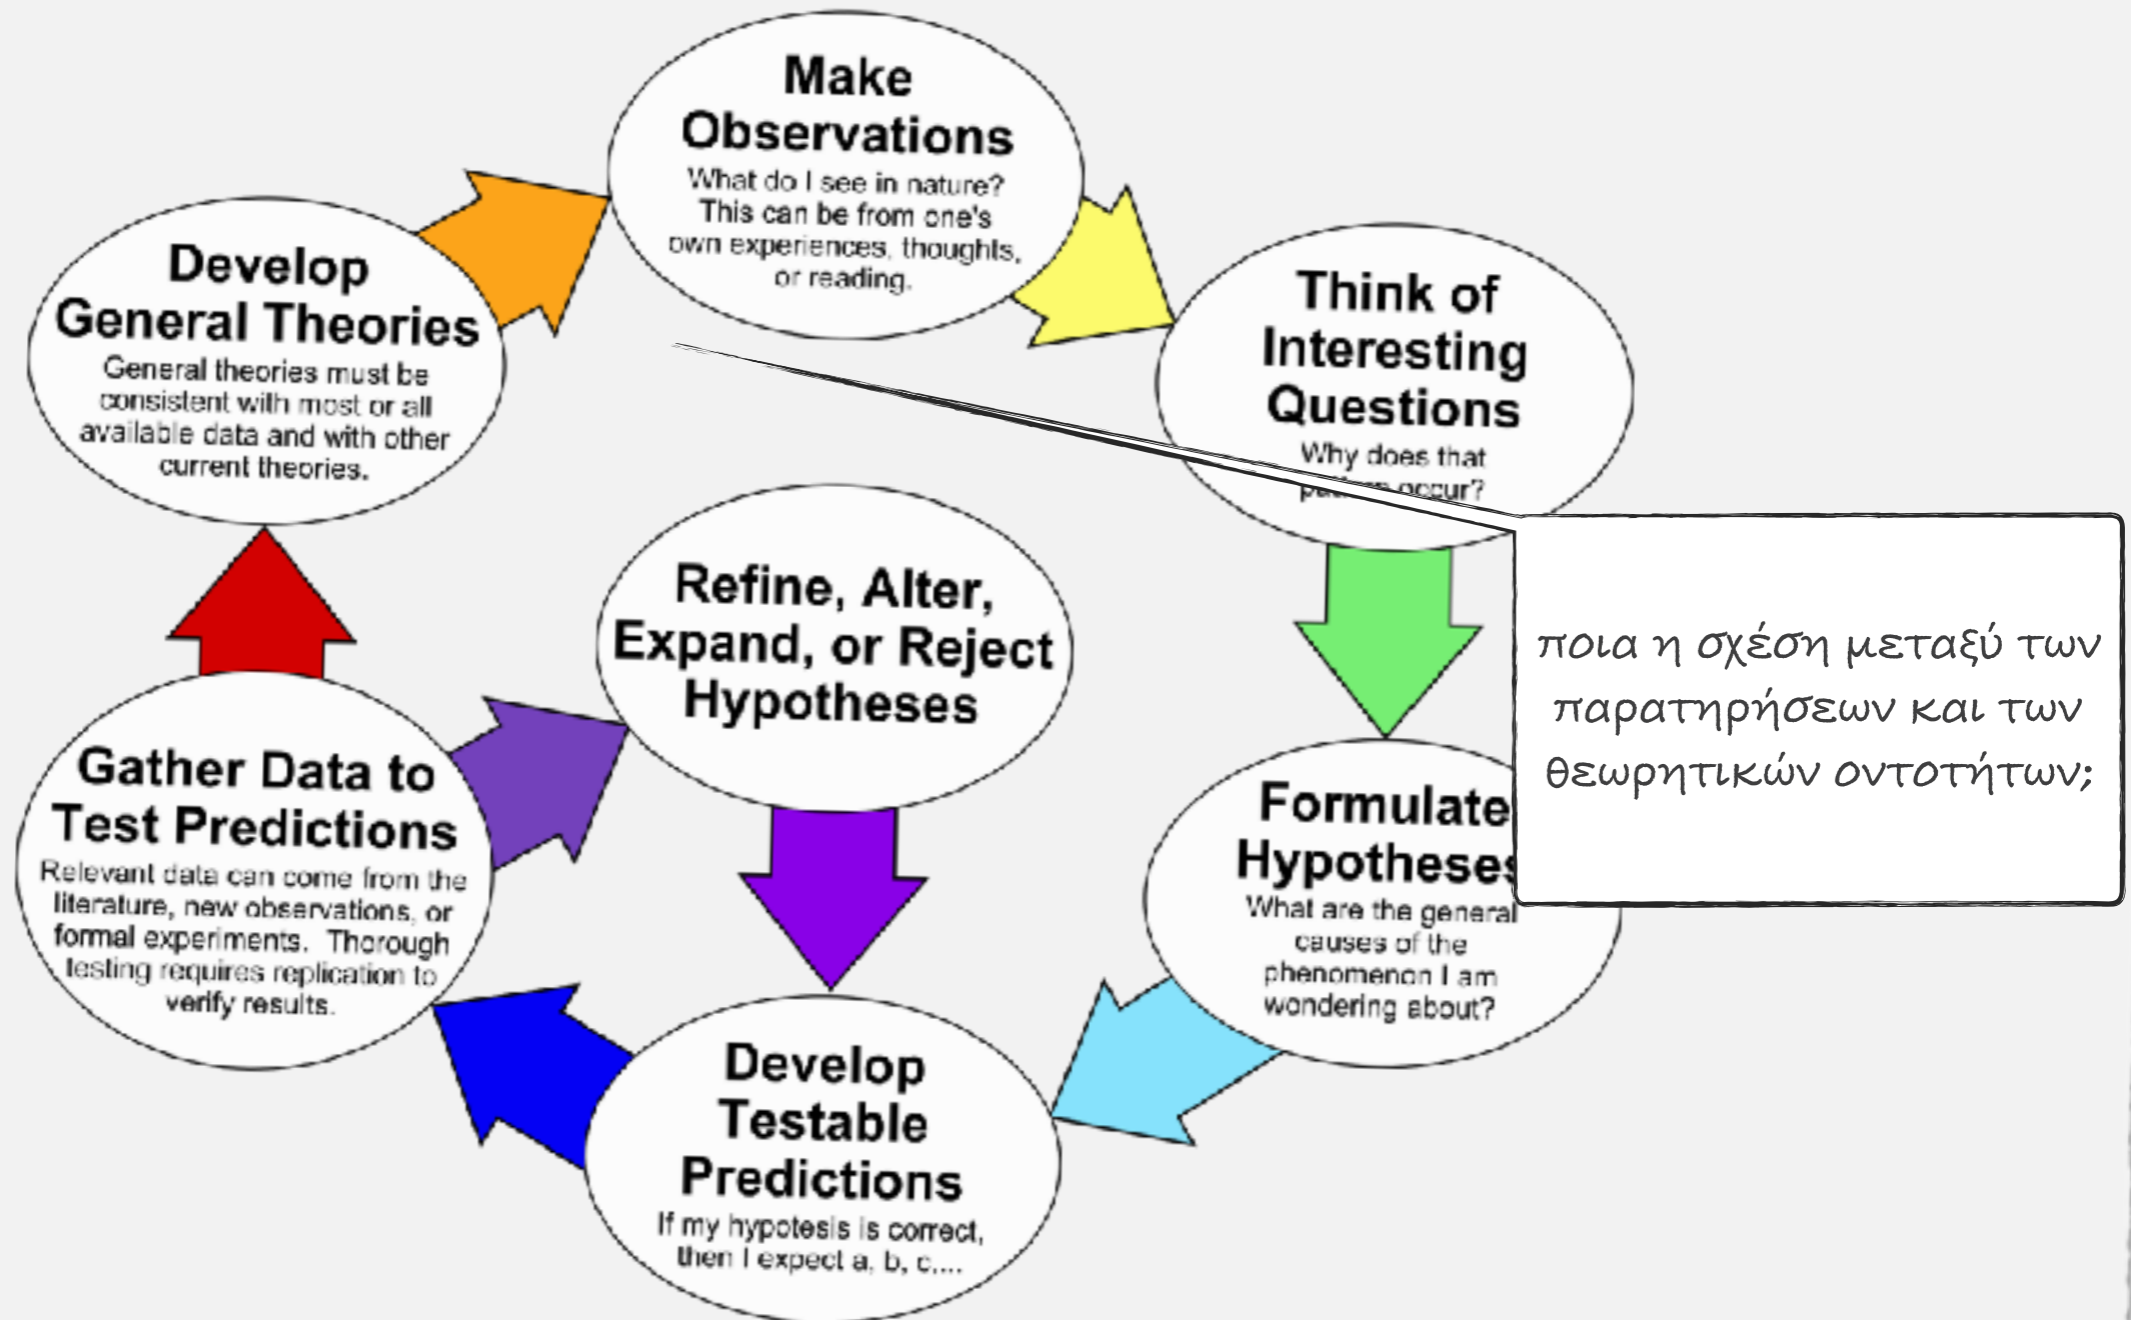 Make
Observations
What do I see in nature?
This can be from one's
own experiences, thoughts,
or reading.
Think of
Interesting
Questions
Why does that
occur?
Formulate
Hypotheses
What are the general
causes of the
phenomenon I am
wondering about?
ποια η σχέση μεταξύ των
παρατηρήσεων και των
θεωρητικών οντοτήτων;
Develop
Testable
Predictions
If my hypotesis is correct,
then I expect a, b, c,...
Gather Data to
Test Predictions
Relevant data can come from the
literature, new observations, or
formal experiments. Thorough
testing requires replication to
verify results.
Refine, Alter,
Expand, or Reject
Hypotheses
Develop
General Theories
General theories must be
consistent with most or all
available data and with other
current theories.